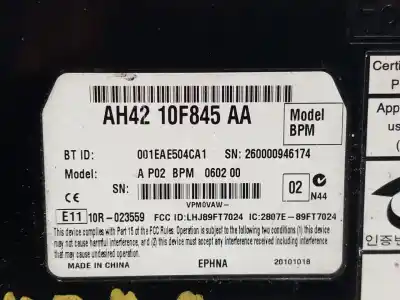 AH42 10F845 AA
Model
BPM
BT ID: 001EAE504CA1 SN: 260000946174
Model: A P02 BPM 0602 00
SN:
02
N44
VPM0VAW-
E11 10R-023559 FCC ID:LHJ89FT7024 IC:2807E-89FT7024
This device complies with Part 15 of the FCC Rules. Operation is subject to the following two conditions: (1) this device
may not cause harmful interference, and (2) this device must accept any interference received, including interference that
may cause undesired operation.
MADE IN CHINA EPHNA 20101018
Certi
P
App
us
(
인증번